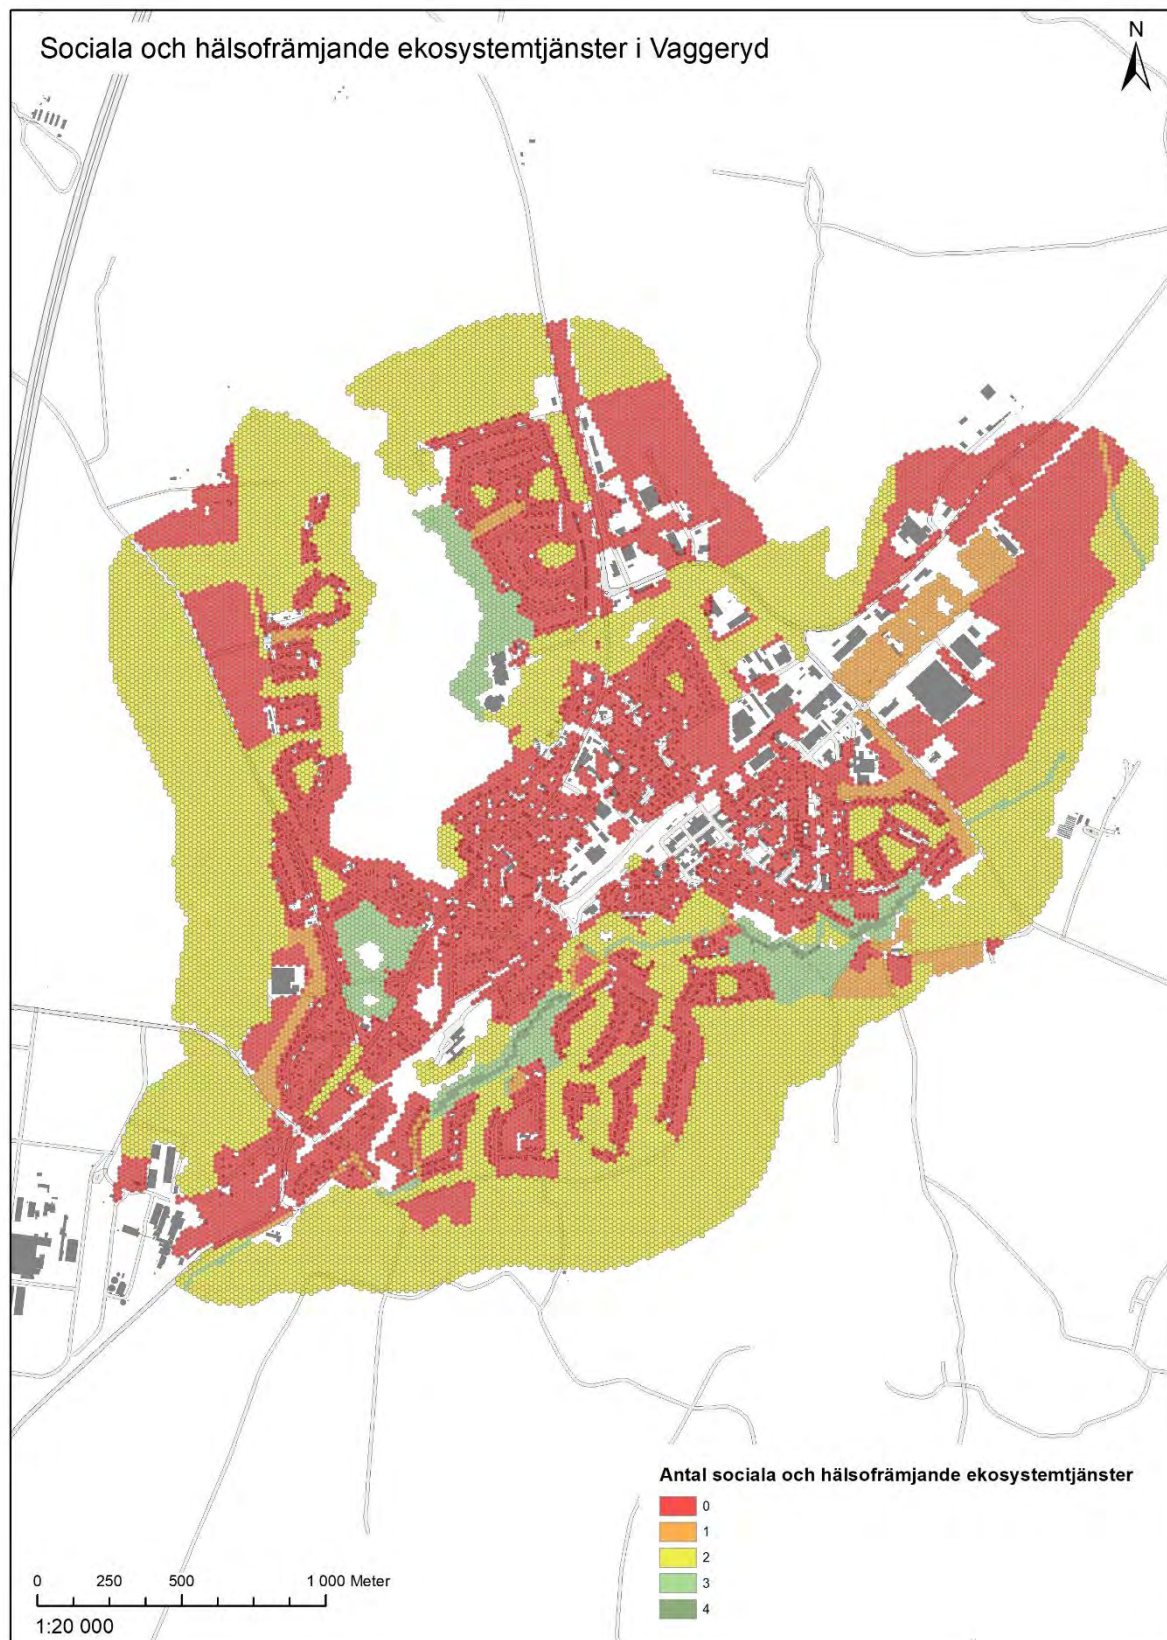 Sociala och hälsofrämjande ekosystemtjänster i Vaggeryd
N
Antal sociala och hälsofrämjande ekosystemtjänster
0
1
2
3
4
0 250 500 1 000 Meter
1:20 000